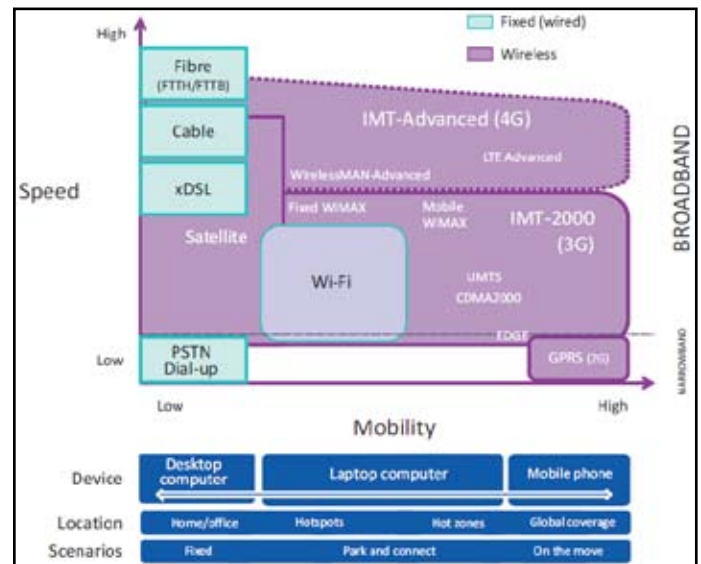 High
Fixed (wired)
Wireless
Fibre
(FTTH/FTTB)
IMT-Advanced (4G)
Cable
LTE Advanced
WirelessMAN-Advanced
Speed
xDSL
Fixed WiMAX
Mobile
WiMAX
IMT-2000
(3G)
Satellite
Wi-Fi
UMTS
CDMA2000
EDGE
BROADBAND
PSTN
Dial-up
Low
GPRS (2G)
NARROWBAND
Low
High
Mobility
Device
Desktop
computer
Laptop computer
Mobile phone
Location
Home/office
Hotspots
Hot zones
Global coverage
Scenarios
Fixed
Park and connect
On the move